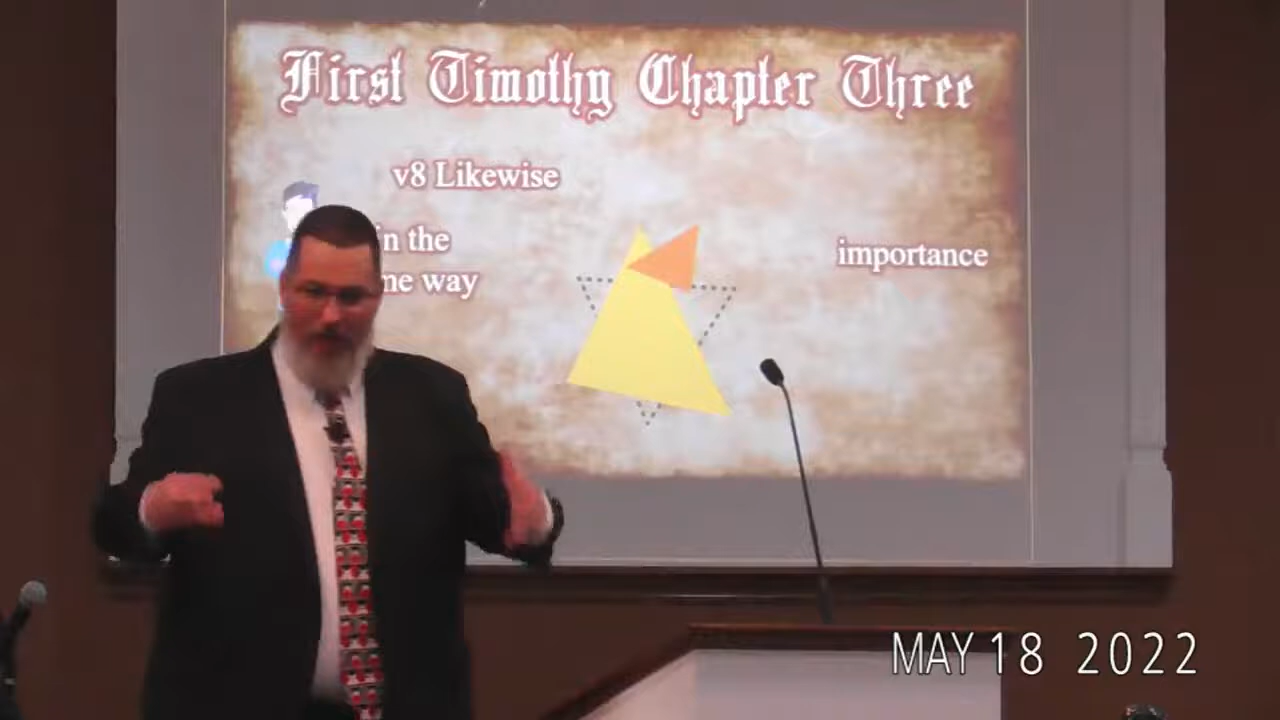 First Timothy Chapter Three
v8 Likewise
in the
me way
importance
MAY 18 2022